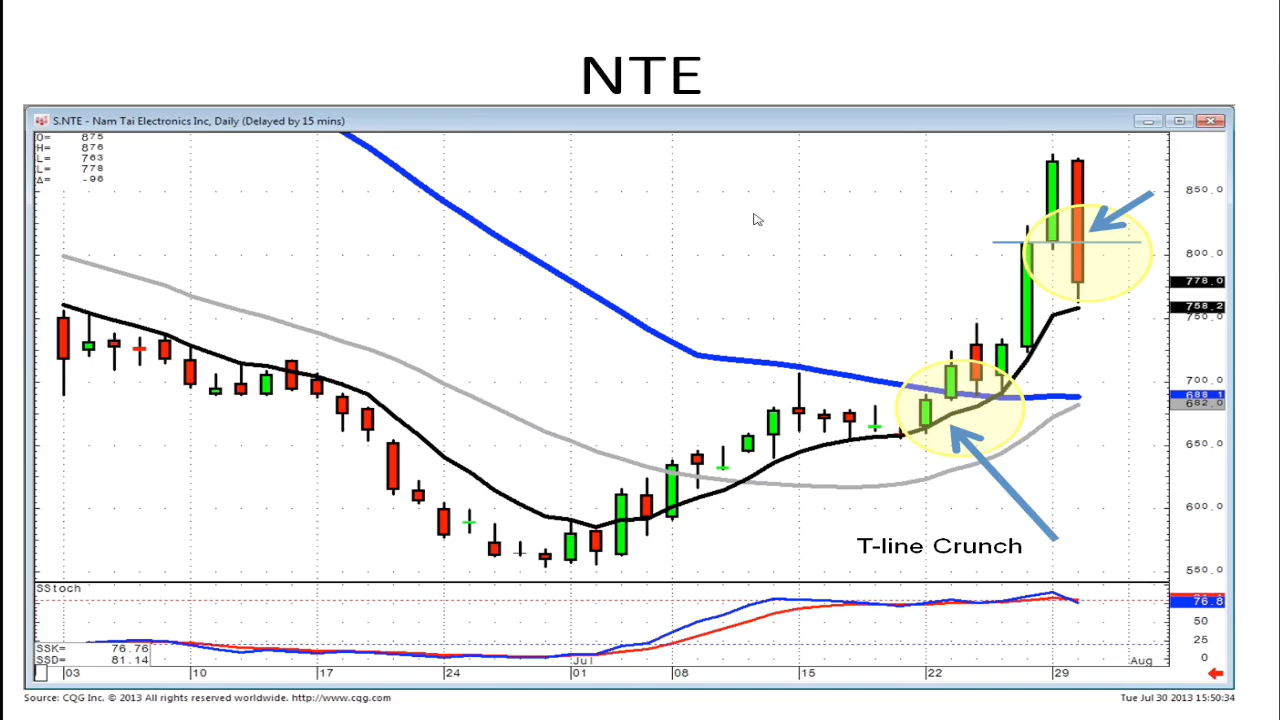 NTE
S.NTE - Nam Tai Electronics Inc, Daily (Delayed by 15 mins)
O= 875
H= 876
L= 763
L= 778
Δ= -96
850.0
800.0
778.0
758.2
750.0
700.0
688.1
682.0
650.0
600.0
550.0
T-line Crunch
SStoch
76.8
50
25
0
SSK= 76.76
SSD= 81.14
Jul
Aug
03
10
17
24
01
08
15
22
29
Source: CQG Inc. © 2013 All rights reserved worldwide. http://www.cqg.com
Tue Jul 30 2013 15:50:34